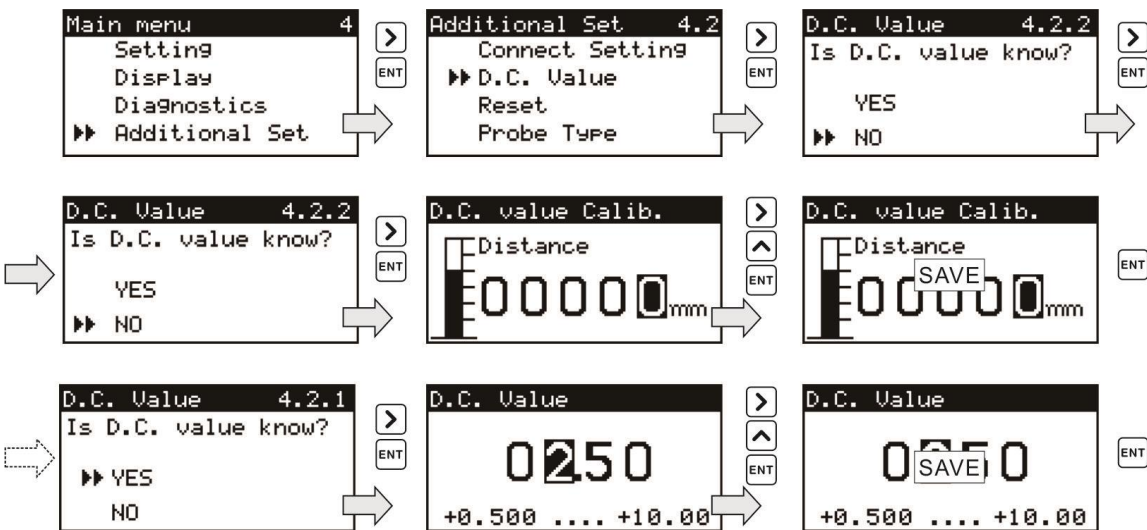 Main menu 4
Setting
Display
Diagnostics
Additional Set
>
ENT
Additional Set 4.2
Connect Setting
D.C. Value
Reset
Probe Type
>
ENT
D.C. Value 4.2.2
Is D.C. value know?
YES
NO
>
ENT
D.C. Value 4.2.2
Is D.C. value know?
YES
NO
>
ENT
D.C. value Calib.
Distance
00000mm
>
^
ENT
D.C. value Calib.
Distance
SAVE
00000mm
ENT
D.C. Value 4.2.1
Is D.C. value know?
YES
NO
>
ENT
D.C. Value
02.50
+0.500 .... +10.00
>
^
ENT
D.C. Value
SAVE
+0.500 .... +10.00
ENT